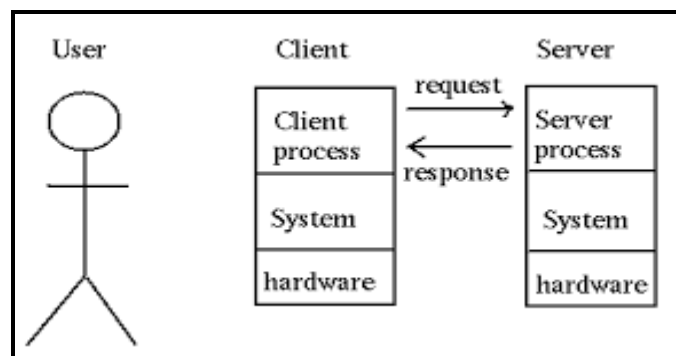 User
Client
Server
request
response
Client
process
System
hardware
Server
process
System
hardware